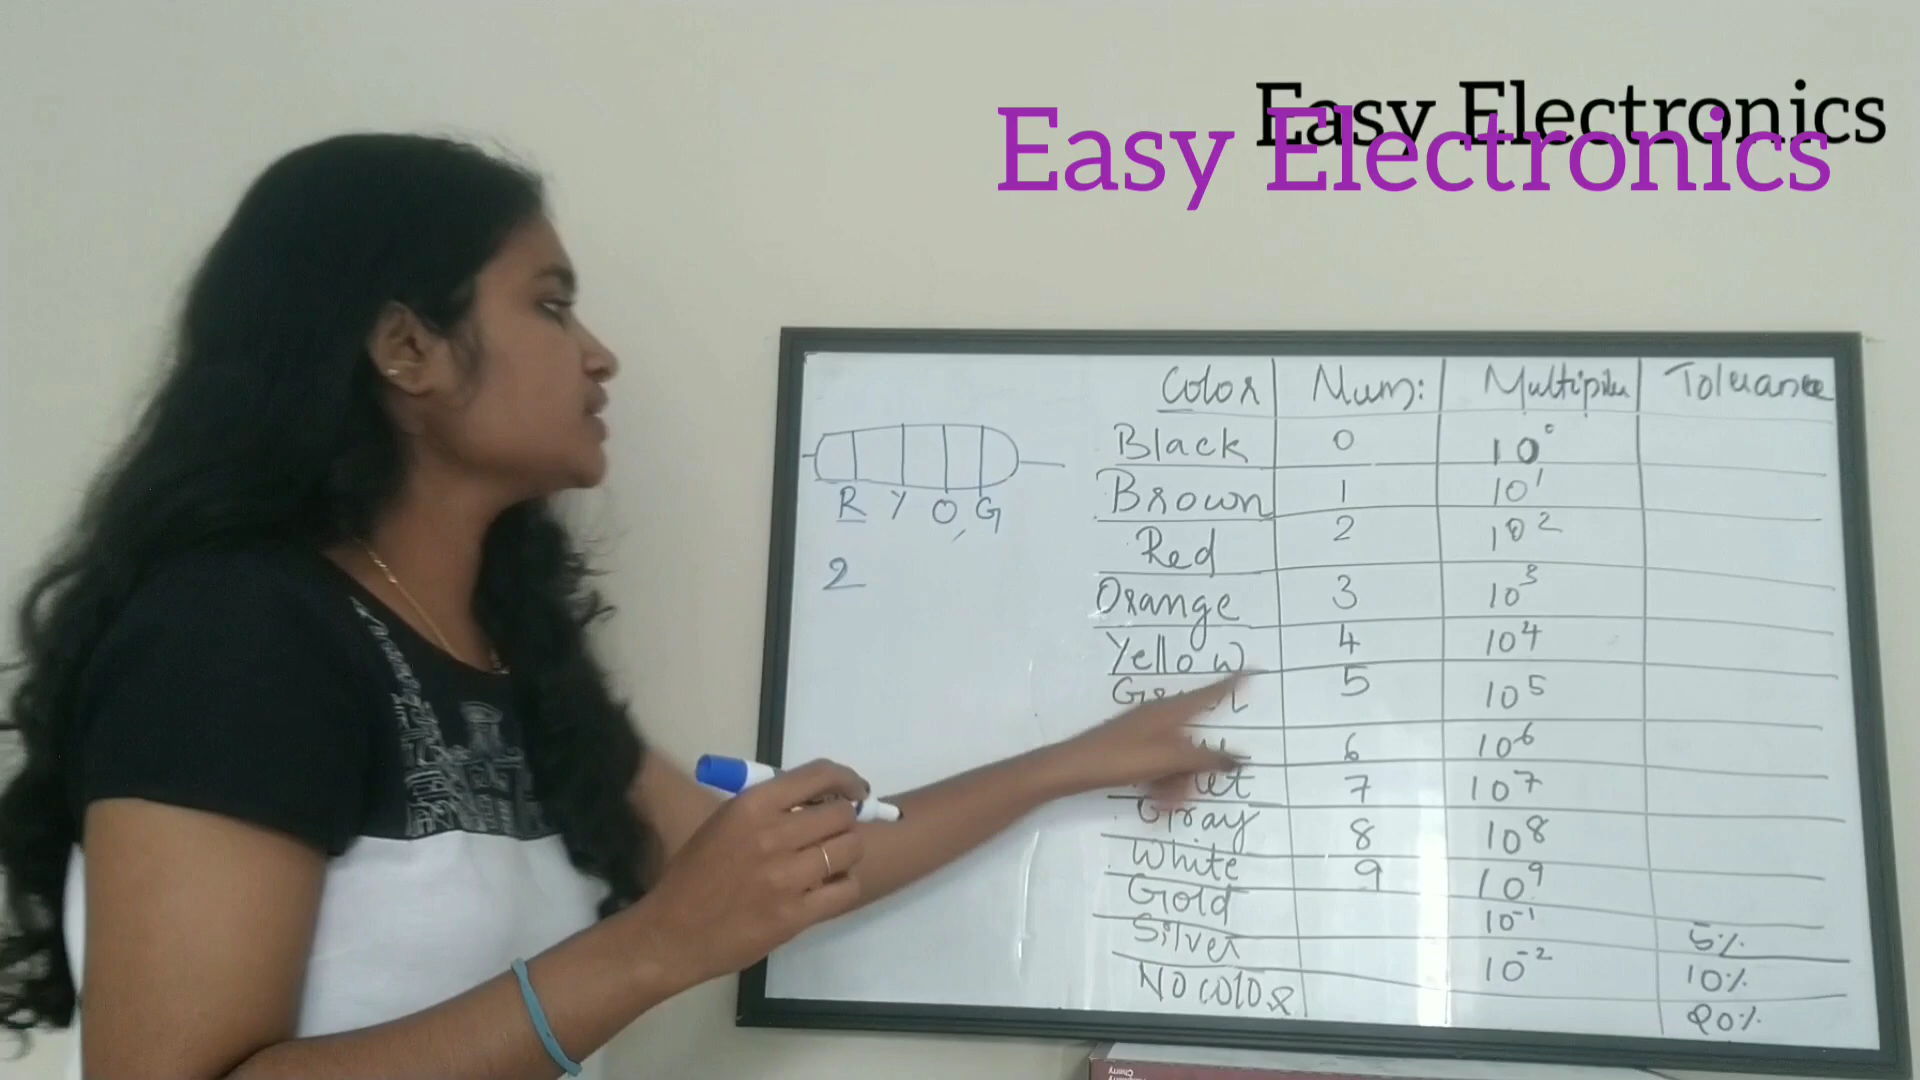 Easy Electronics
Easy Electronics
Color Num: Multiplier Tolerance
Black 0 10⁰
Brown 1 10¹
Red 2 10²
Orange 3 10³
Yellow 4 10⁴
5 10⁵
6 10⁶
7 10⁷
Gray 8 10⁸
White 9 10⁹
Gold 10⁻¹ 5%
Silver 10⁻² 10%
No color 20%
R Y O, G
2